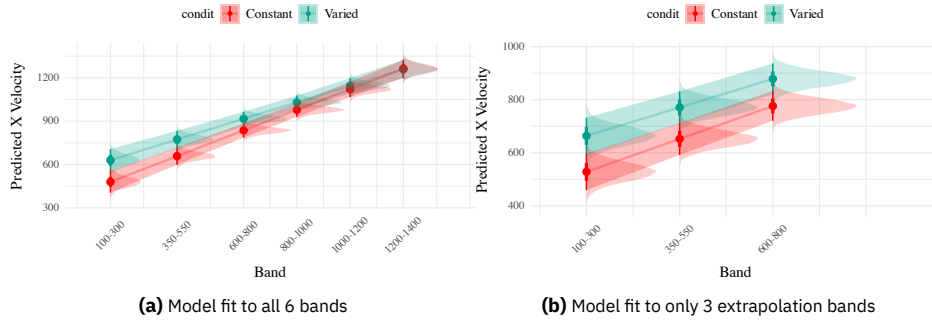 condit Constant Varied
Predicted X Velocity
1200
900
600
300
100-300
350-550
600-800
800-1000
1000-1200
1200-1400
Band
(a) Model fit to all 6 bands
condit Constant Varied
Predicted X Velocity
1000
800
600
400
100-300
350-550
600-800
Band
(b) Model fit to only 3 extrapolation bands